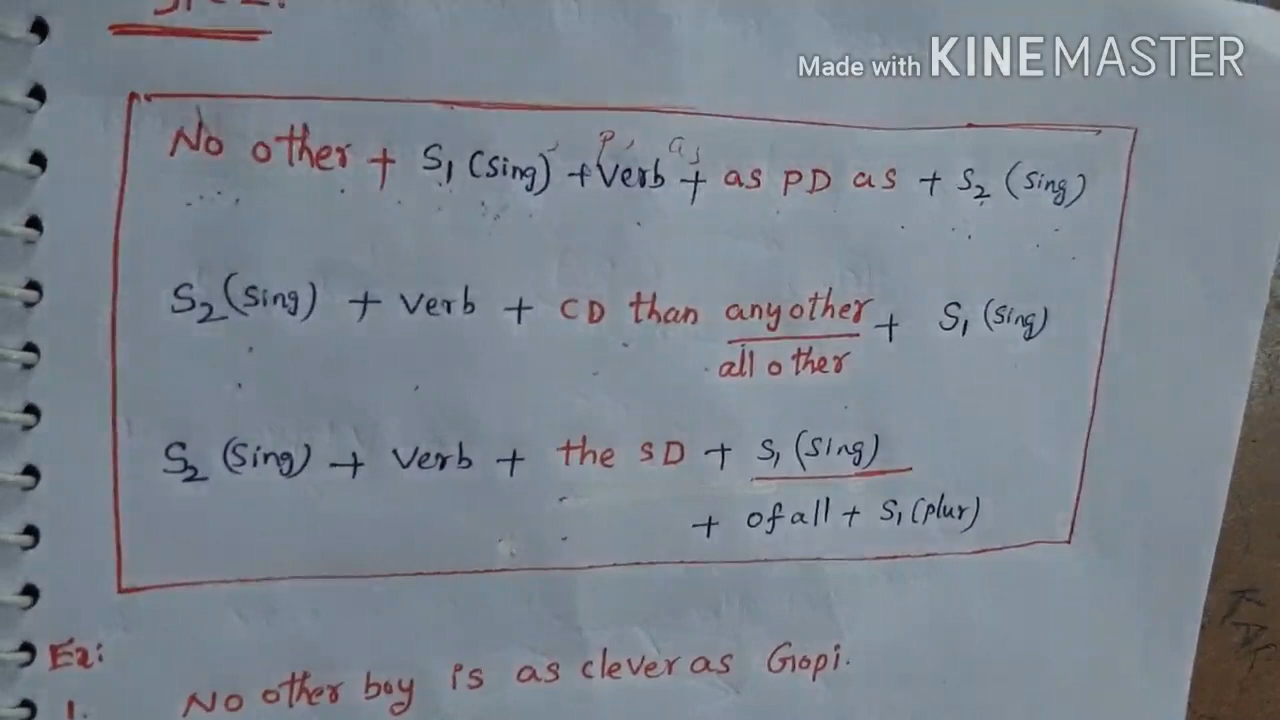 Made with KINEMASTER
No other + S1 (sing) + verb + as PD as + S2 (sing)
P as
S2 (sing) + verb + CD than any other + S1 (sing)
all other
S2 (sing) + verb + the SD + S1 (sing)
+ of all + S1 (plur)
Ex:
1. No other boy is as clever as Gopi.